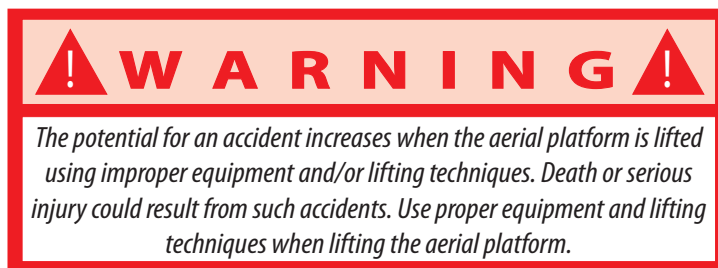 WARNING
The potential for an accident increases when the aerial platform is lifted
using improper equipment and/or lifting techniques. Death or serious
injury could result from such accidents. Use proper equipment and lifting
techniques when lifting the aerial platform.